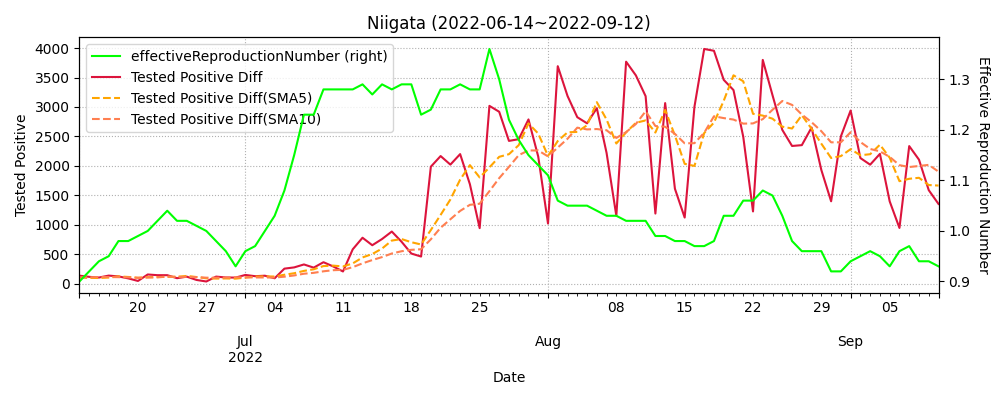 Niigata (2022-06-14~2022-09-12)
effectiveReproductionNumber (right)
Tested Positive Diff
Tested Positive Diff(SMA5)
Tested Positive Diff(SMA10)
Tested Positive
4000
3500
3000
2500
2000
1500
1000
500
0
1.3
1.2
1.1
1.0
0.9
Effective Reproduction Number
20 27 04 11 18 25 08 15 22 29 05
Jul Aug Sep
2022
Date